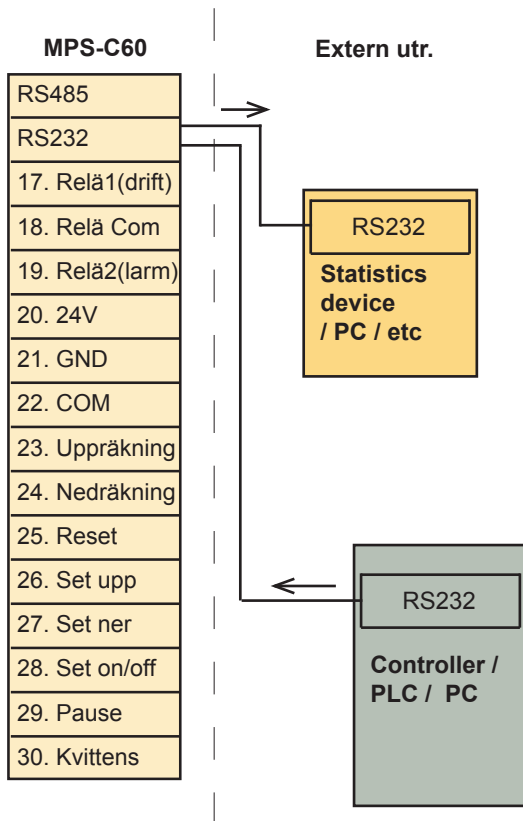 MPS-C60
Extern utr.
RS485
RS232
17. Relä1(drift)
18. Relä Com
19. Relä2(larm)
20. 24V
21. GND
22. COM
23. Uppräkning
24. Nedräkning
25. Reset
26. Set upp
27. Set ner
28. Set on/off
29. Pause
30. Kvittens
RS232
Statistics
device
/ PC / etc
RS232
Controller /
PLC / PC